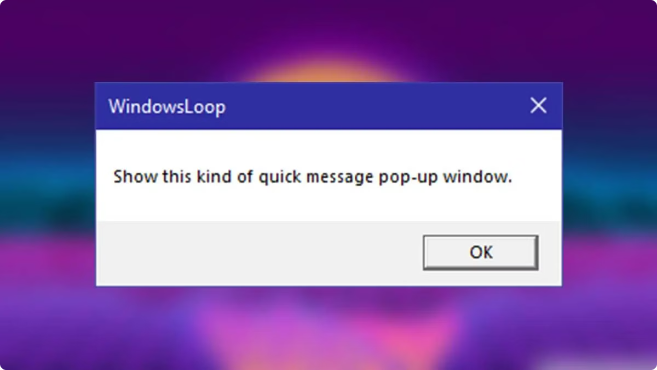 WindowsLoop
Show this kind of quick message pop-up window.
OK